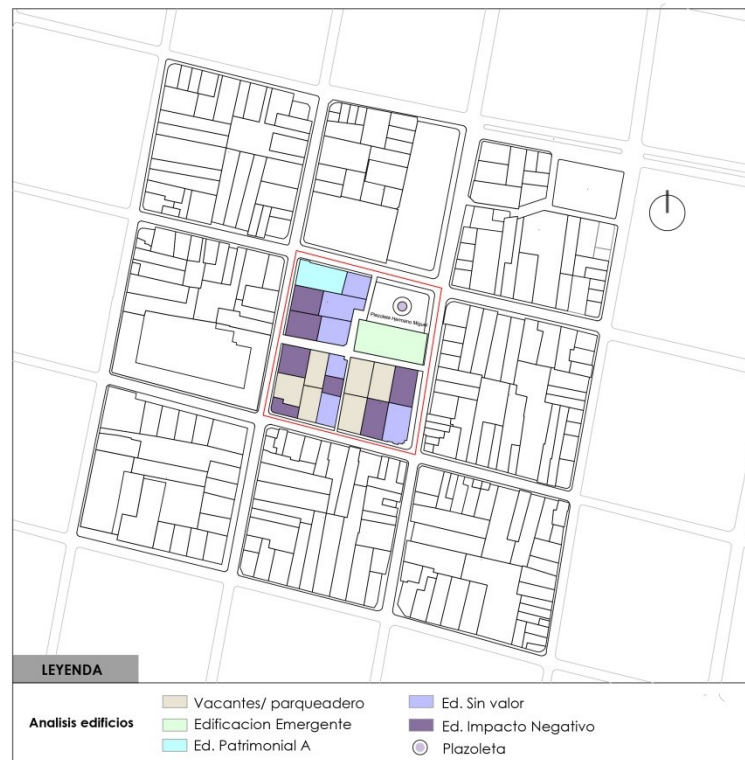 Plazoleta Hermano Miguel
LEYENDA
Analisis edificios
Vacantes/ parqueadero
Edificacion Emergente
Ed. Patrimonial A
Ed. Sin valor
Ed. Impacto Negativo
Plazoleta